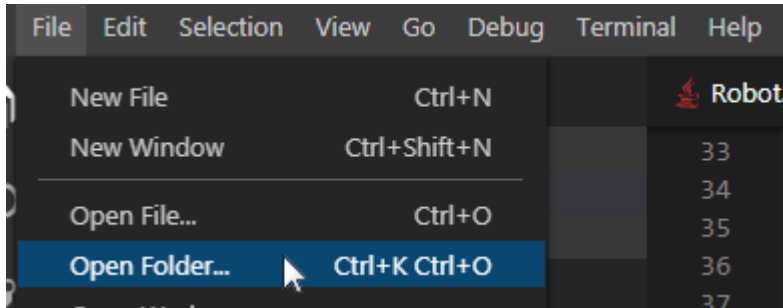 File Edit Selection View Go Debug Terminal Help
New File Ctrl+N
Robot
New Window Ctrl+Shift+N
33
34
Open File... Ctrl+O
35
Open Folder... Ctrl+K Ctrl+O
36
37